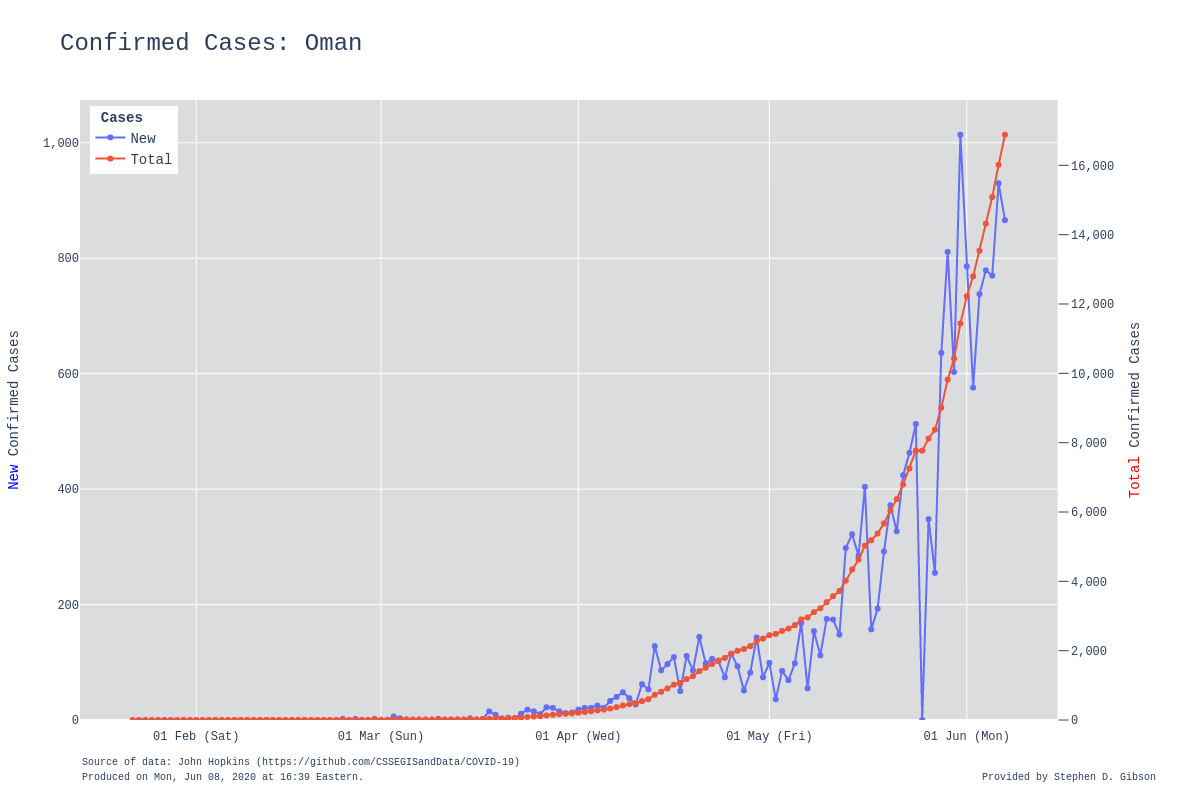 Confirmed Cases: Oman
Cases
New
Total
1,000
800
600
400
200
0
16,000
14,000
12,000
10,000
8,000
6,000
4,000
2,000
0
New Confirmed Cases
Total Confirmed Cases
01 Feb (Sat)
01 Mar (Sun)
01 Apr (Wed)
01 May (Fri)
01 Jun (Mon)
Source of data: John Hopkins (https://github.com/CSSEGISandData/COVID-19)
Produced on Mon, Jun 08, 2020 at 16:39 Eastern.
Provided by Stephen D. Gibson